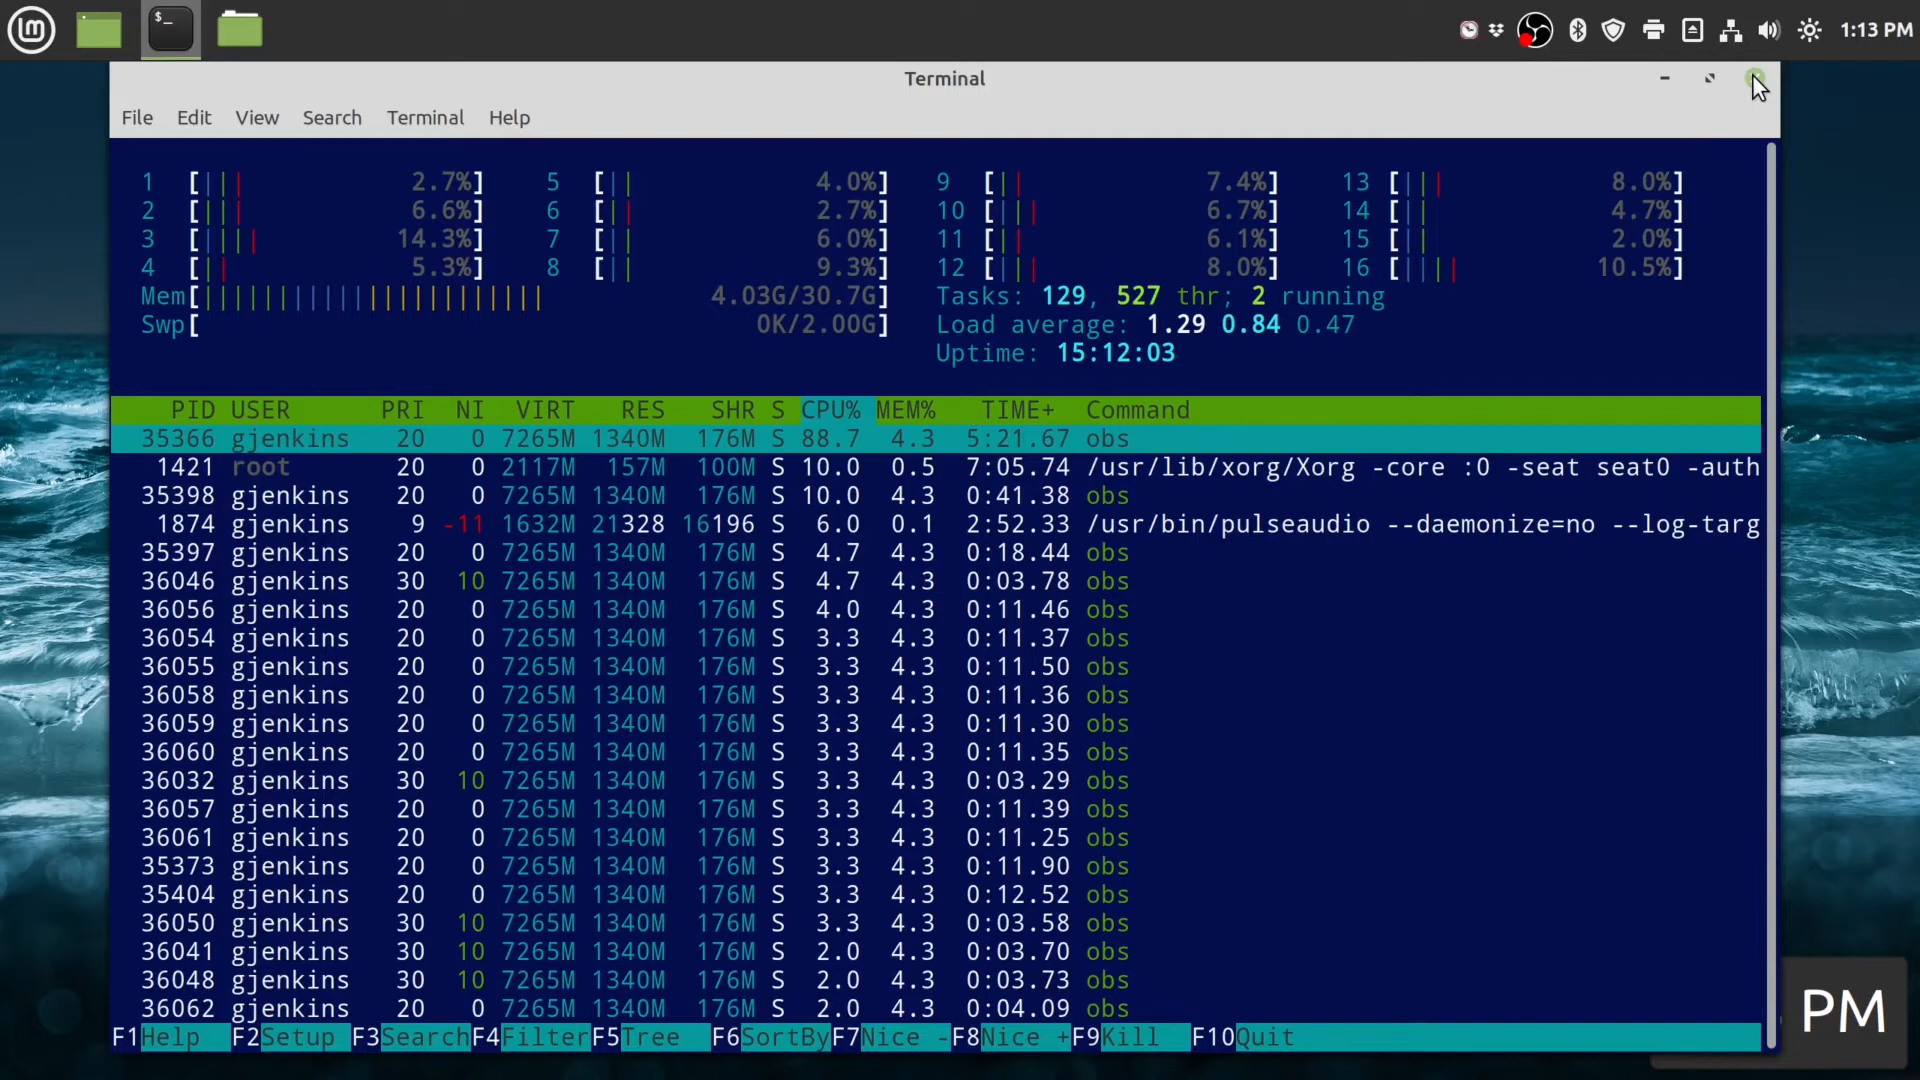 $_
1:13 PM
Terminal
File Edit View Search Terminal Help
1 [||| 2.7%] 5 [|| 4.0%] 9 [|| 7.4%] 13 [||| 8.0%]
2 [||| 6.6%] 6 [|| 2.7%] 10 [||| 6.7%] 14 [|| 4.7%]
3 [|||| 14.3%] 7 [|| 6.0%] 11 [|| 6.1%] 15 [|| 2.0%]
4 [|| 5.3%] 8 [|| 9.3%] 12 [||| 8.0%] 16 [|||| 10.5%]
Mem[||||||||||||||||||||||| 4.03G/30.7G] Tasks: 129, 527 thr; 2 running
Swp[ 0K/2.00G] Load average: 1.29 0.84 0.47
Uptime: 15:12:03
PID USER PRI NI VIRT RES SHR S CPU% MEM% TIME+ Command
35366 gjenkins 20 0 7265M 1340M 176M S 88.7 4.3 5:21.67 obs
1421 root 20 0 2117M 157M 100M S 10.0 0.5 7:05.74 /usr/lib/xorg/Xorg -core :0 -seat seat0 -auth
35398 gjenkins 20 0 7265M 1340M 176M S 10.0 4.3 0:41.38 obs
1874 gjenkins 9 -11 1632M 21328 16196 S 6.0 0.1 2:52.33 /usr/bin/pulseaudio --daemonize=no --log-targ
35397 gjenkins 20 0 7265M 1340M 176M S 4.7 4.3 0:18.44 obs
36046 gjenkins 30 10 7265M 1340M 176M S 4.7 4.3 0:03.78 obs
36056 gjenkins 20 0 7265M 1340M 176M S 4.0 4.3 0:11.46 obs
36054 gjenkins 20 0 7265M 1340M 176M S 3.3 4.3 0:11.37 obs
36055 gjenkins 20 0 7265M 1340M 176M S 3.3 4.3 0:11.50 obs
36058 gjenkins 20 0 7265M 1340M 176M S 3.3 4.3 0:11.36 obs
36059 gjenkins 20 0 7265M 1340M 176M S 3.3 4.3 0:11.30 obs
36060 gjenkins 20 0 7265M 1340M 176M S 3.3 4.3 0:11.35 obs
36032 gjenkins 30 10 7265M 1340M 176M S 3.3 4.3 0:03.29 obs
36057 gjenkins 20 0 7265M 1340M 176M S 3.3 4.3 0:11.39 obs
36061 gjenkins 20 0 7265M 1340M 176M S 3.3 4.3 0:11.25 obs
35373 gjenkins 20 0 7265M 1340M 176M S 3.3 4.3 0:11.90 obs
35404 gjenkins 20 0 7265M 1340M 176M S 3.3 4.3 0:12.52 obs
36050 gjenkins 30 10 7265M 1340M 176M S 3.3 4.3 0:03.58 obs
36041 gjenkins 30 10 7265M 1340M 176M S 2.0 4.3 0:03.70 obs
36048 gjenkins 30 10 7265M 1340M 176M S 2.0 4.3 0:03.73 obs
36062 gjenkins 20 0 7265M 1340M 176M S 2.0 4.3 0:04.09 obs
F1Help F2Setup F3SearchF4FilterF5Tree F6SortByF7Nice -F8Nice +F9Kill F10Quit
PM